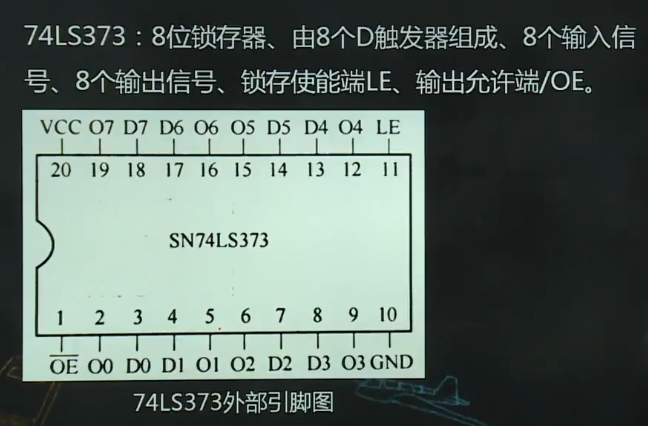 74LS373：8位锁存器、由8个D触发器组成、8个输入信
号、8个输出信号、锁存使能端LE、输出允许端/OE。
VCC O7 D7 D6 O6 O5 D5 D4 O4 LE
20 19 18 17 16 15 14 13 12 11
SN74LS373
1 2 3 4 5 6 7 8 9 10
O̅E̅ O0 D0 D1 O1 O2 D2 D3 O3 GND
74LS373外部引脚图